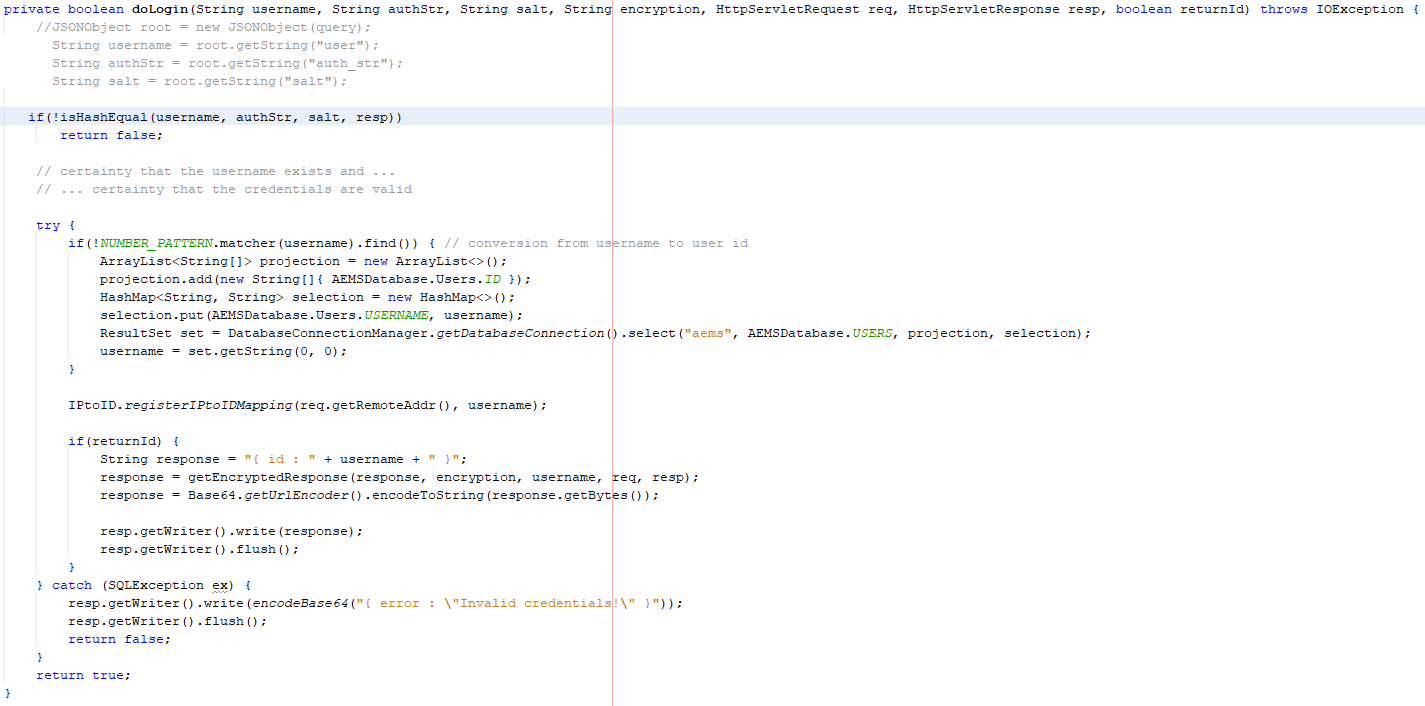 private boolean doLogin(String username, String authStr, String salt, String encryption, HttpServletRequest req, HttpServletResponse resp, boolean returnId) throws IOException {
    //JSONObject root = new JSONObject(query);
      String username = root.getString("user");
      String authStr = root.getString("auth_str");
      String salt = root.getString("salt");

   if(!isHashEqual(username, authStr, salt, resp))
       return false;

    // certainty that the username exists and ...
    // ... certainty that the credentials are valid

    try {
        if(!NUMBER_PATTERN.matcher(username).find()) { // conversion from username to user id
            ArrayList<String[]> projection = new ArrayList<>();
            projection.add(new String[]{ AEMSDatabase.Users.ID });
            HashMap<String, String> selection = new HashMap<>();
            selection.put(AEMSDatabase.Users.USERNAME, username);
            ResultSet set = DatabaseConnectionManager.getDatabaseConnection().select("aems", AEMSDatabase.USERS, projection, selection);
            username = set.getString(0, 0);
        }

        IPtoID.registerIPtoIDMapping(req.getRemoteAddr(), username);

        if(returnId) {
            String response = "{ id : " + username + " }";
            response = getEncryptedResponse(response, encryption, username, req, resp);
            response = Base64.getUrlEncoder().encodeToString(response.getBytes());

            resp.getWriter().write(response);
            resp.getWriter().flush();
        }
    } catch (SQLException ex) {
        resp.getWriter().write(encodeBase64("{ error : \"Invalid credentials!\" }"));
        resp.getWriter().flush();
        return false;
    }
    return true;
}